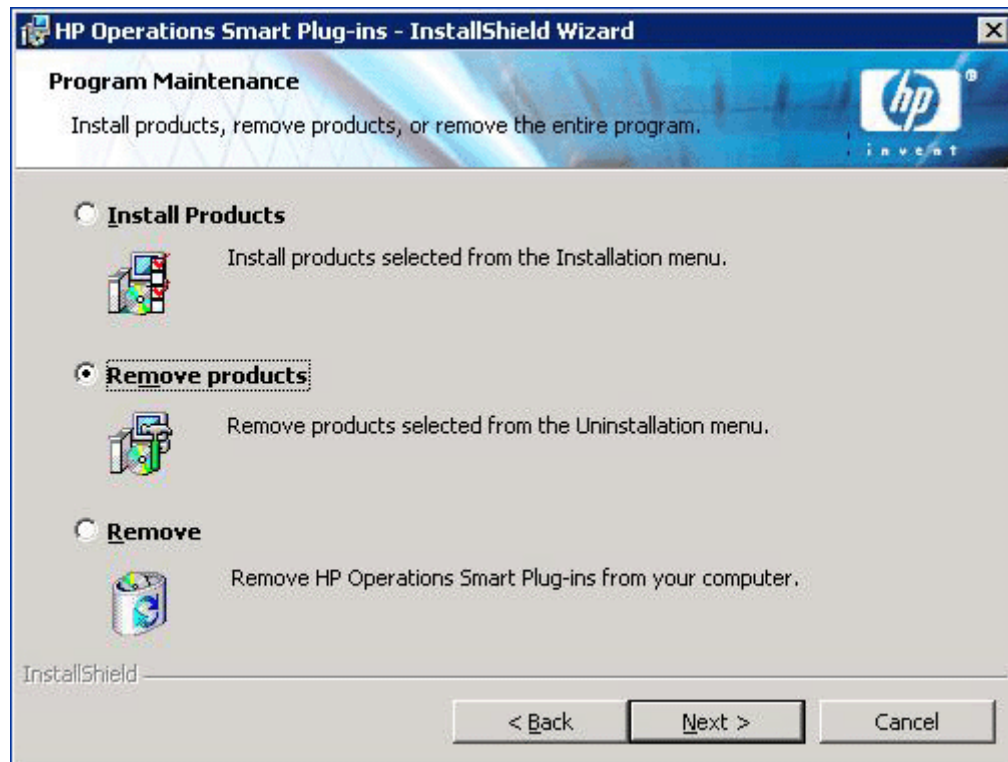 HP Operations Smart Plug-ins - InstallShield Wizard
Program Maintenance
Install products, remove products, or remove the entire program.
hp
®
invent
Install Products
Install products selected from the Installation menu.
Remove products
Remove products selected from the Uninstallation menu.
Remove
Remove HP Operations Smart Plug-ins from your computer.
InstallShield
< Back
Next >
Cancel